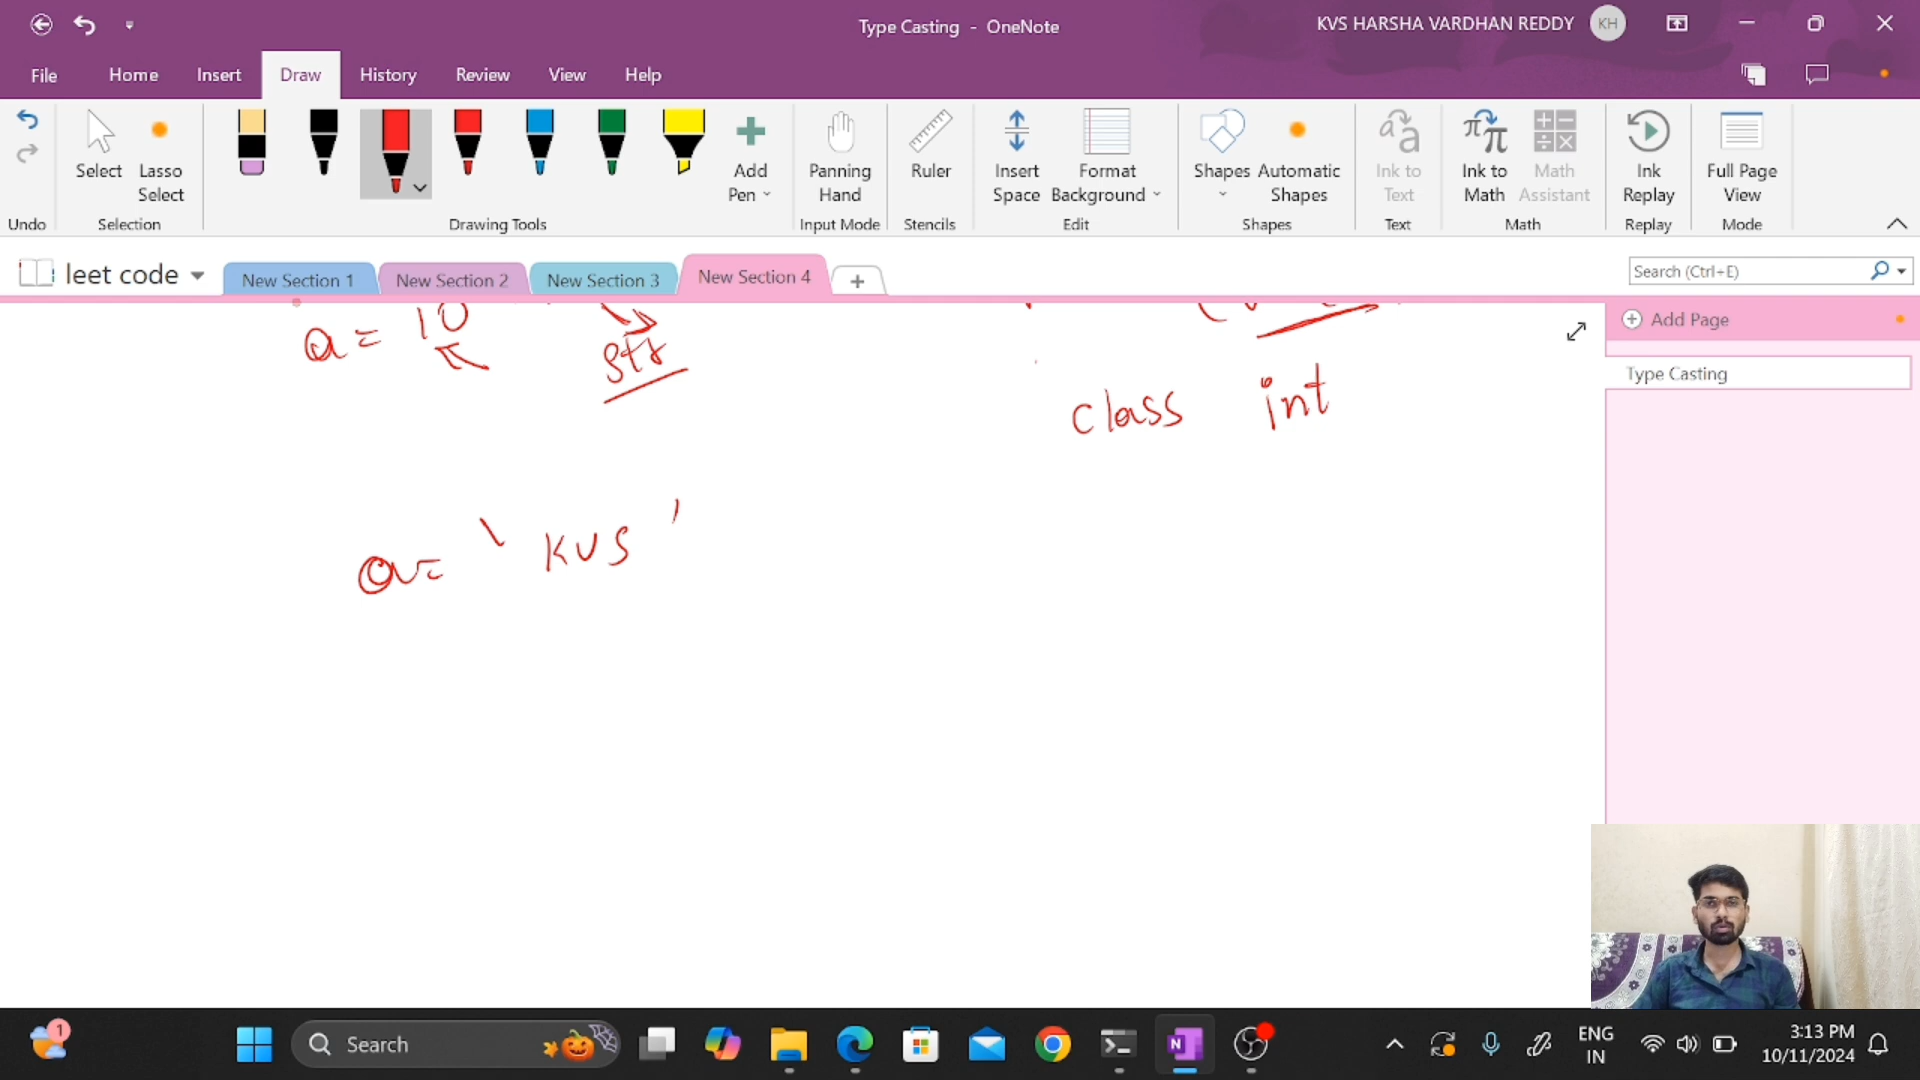 Type Casting - OneNote
KVS HARSHA VARDHAN REDDY
KH
File Home Insert Draw History Review View Help
Select
Lasso Select
Add Pen
Panning Hand
Ruler
Insert Space
Format Background
Shapes
Automatic Shapes
Ink to Text
Ink to Math
Math Assistant
Ink Replay
Full Page View
Undo Selection Drawing Tools Input Mode Stencils Edit Shapes Text Math Replay Mode
leet code
New Section 1 New Section 2 New Section 3 New Section 4
Search (Ctrl+E)
Add Page
Type Casting
a = 10
str
class int
a = ' KVS '
1
Search
ENG
IN
3:13 PM
10/11/2024